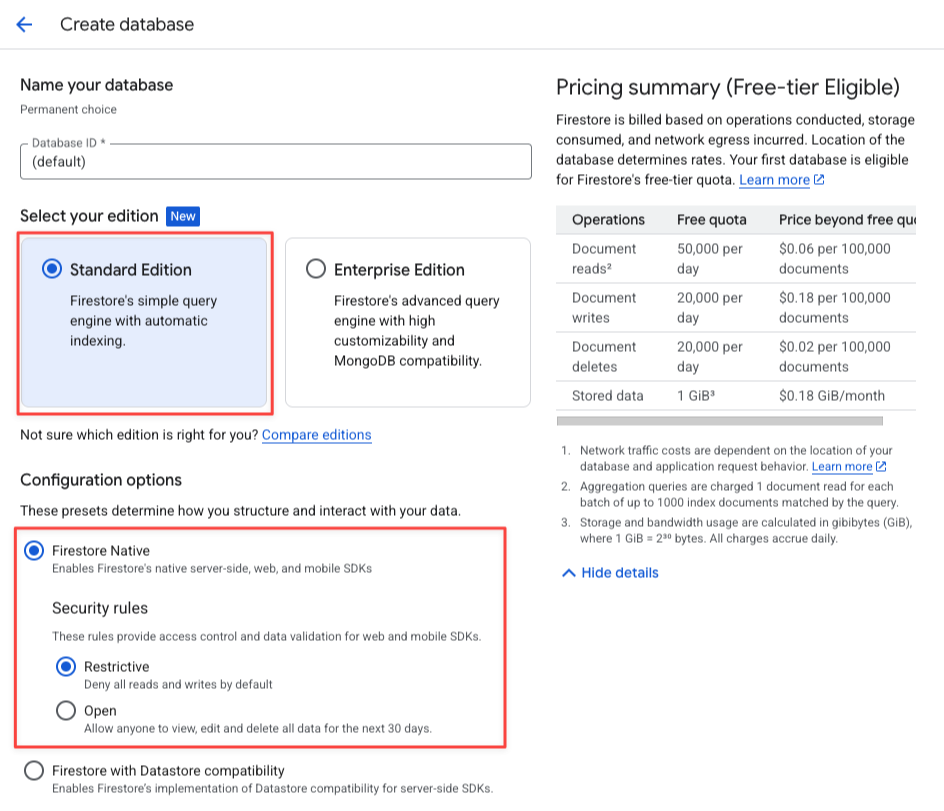 Create database
Name your database
Permanent choice
Database ID *
(default)
Select your edition New
Standard Edition
Firestore's simple query
engine with automatic
indexing.
Enterprise Edition
Firestore's advanced query
engine with high
customizability and
MongoDB compatibility.
Not sure which edition is right for you? Compare editions
Configuration options
These presets determine how you structure and interact with your data.
Firestore Native
Enables Firestore's native server-side, web, and mobile SDKs
Security rules
These rules provide access control and data validation for web and mobile SDKs.
Restrictive
Deny all reads and writes by default
Open
Allow anyone to view, edit and delete all data for the next 30 days.
Firestore with Datastore compatibility
Enables Firestore's implementation of Datastore compatibility for server-side SDKs.
Pricing summary (Free-tier Eligible)
Firestore is billed based on operations conducted, storage
consumed, and network egress incurred. Location of the
database determines rates. Your first database is eligible
for Firestore's free-tier quota. Learn more
Operations Free quota Price beyond free quo
Document reads² 50,000 per day $0.06 per 100,000 documents
Document writes 20,000 per day $0.18 per 100,000 documents
Document deletes 20,000 per day $0.02 per 100,000 documents
Stored data 1 GiB³ $0.18 GiB/month
1. Network traffic costs are dependent on the location of your
database and application request behavior. Learn more
2. Aggregation queries are charged 1 document read for each
batch of up to 1000 index documents matched by the query.
3. Storage and bandwidth usage are calculated in gibibytes (GiB),
where 1 GiB = 2³⁰ bytes. All charges accrue daily.
Hide details